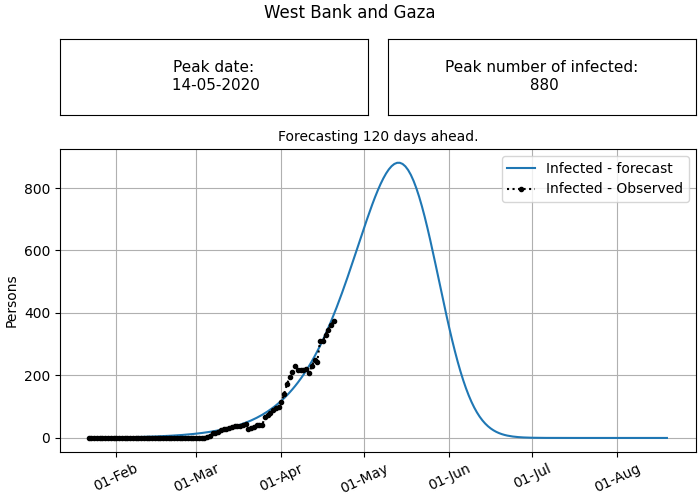 West Bank and Gaza
Peak date:
14-05-2020
Peak number of infected:
880
Forecasting 120 days ahead.
Infected - forecast
Infected - Observed
Persons
800
600
400
200
0
01-Feb
01-Mar
01-Apr
01-May
01-Jun
01-Jul
01-Aug